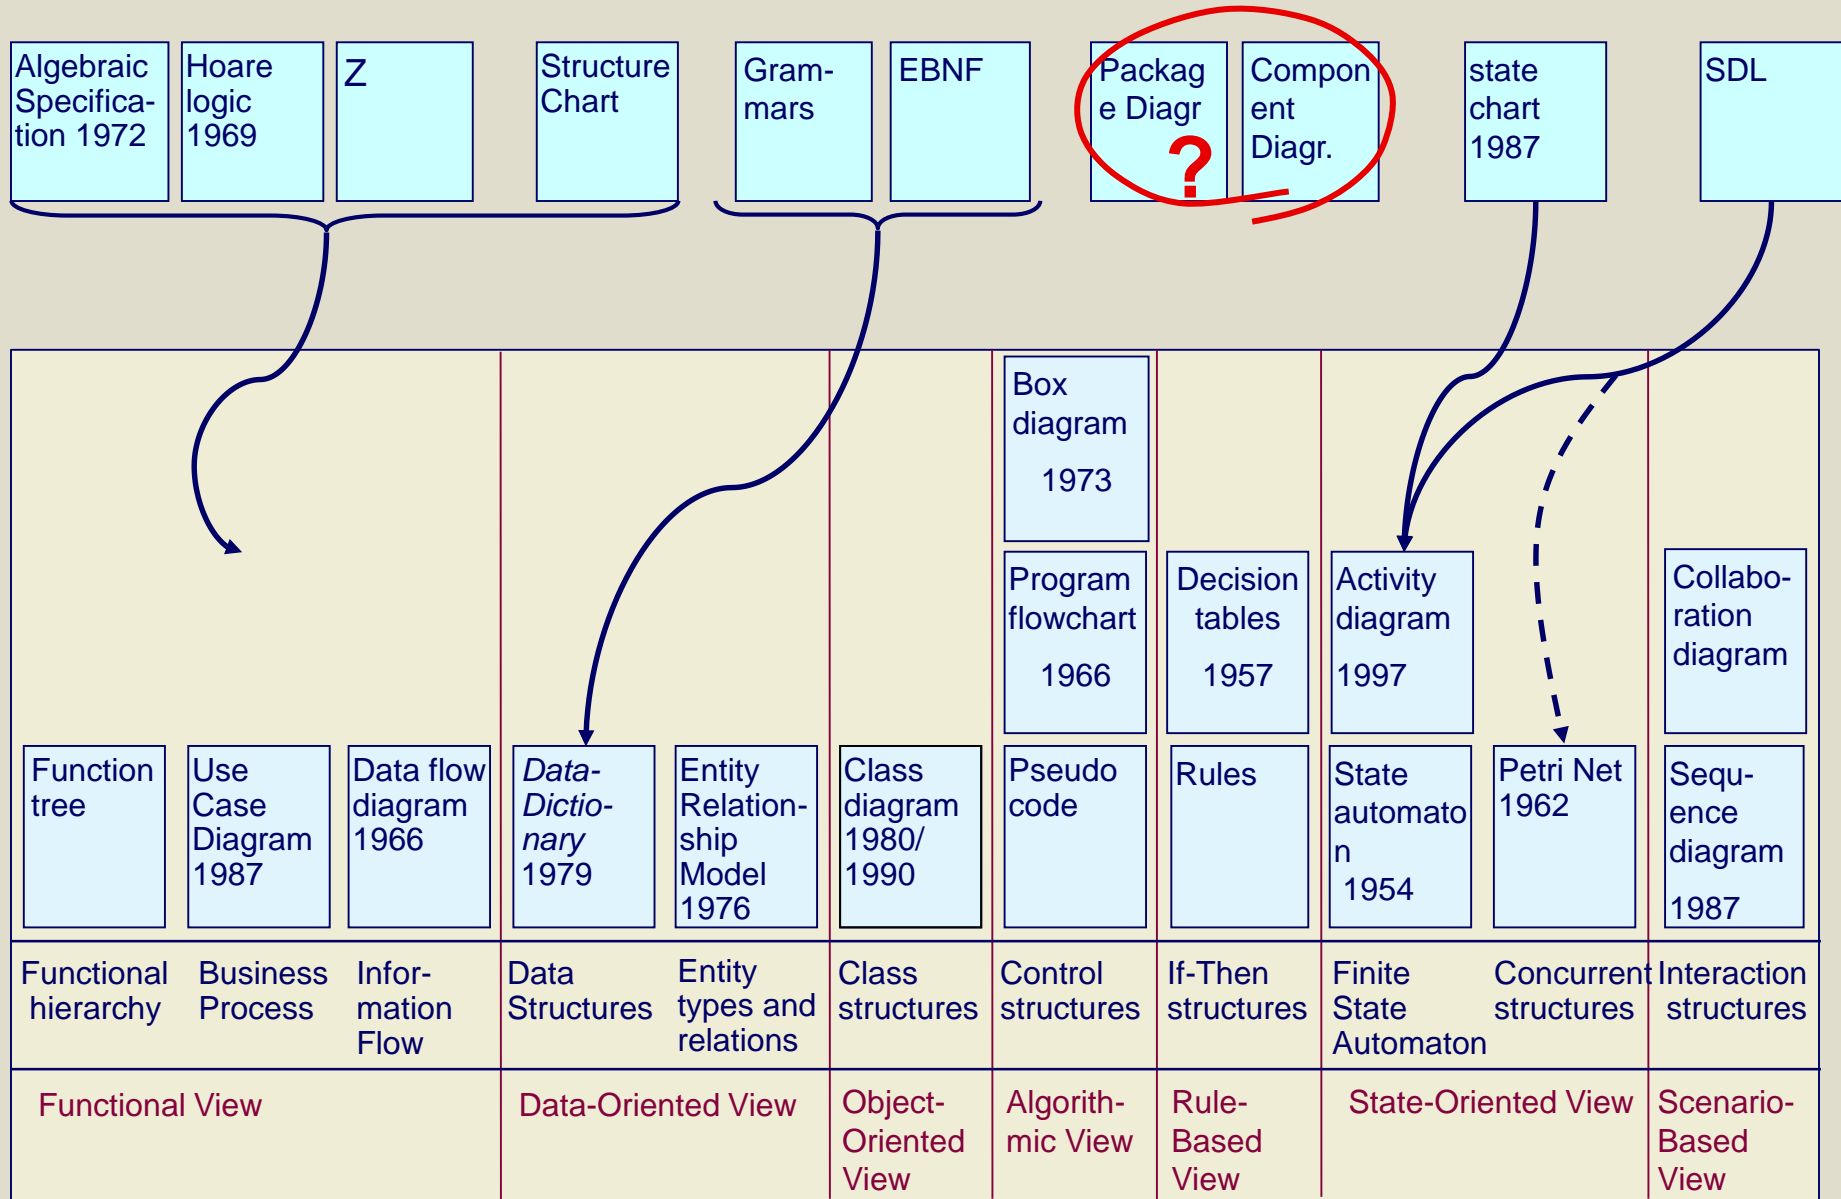 Algebraic
Specifica-
tion 1972
Hoare
logic
1969
Z
Structure
Chart
Gram-
mars
EBNF
Packag
e Diagr
?
Compon
ent
Diagr.
state
chart
1987
SDL
Box
diagram
1973
Program
flowchart
1966
Decision
tables
1957
Activity
diagram
1997
Collabo-
ration
diagram
Function
tree
Use
Case
Diagram
1987
Data flow
diagram
1966
Data-
Dictio-
nary
1979
Entity
Relation-
ship
Model
1976
Class
diagram
1980/
1990
Pseudo
code
Rules
State
automato
n
1954
Petri Net
1962
Sequ-
ence
diagram
1987
Functional
hierarchy
Business
Process
Infor-
mation
Flow
Data
Structures
Entity
types and
relations
Class
structures
Control
structures
If-Then
structures
Finite
State
Automaton
Concurrent
structures
Interaction
structures
Functional View
Data-Oriented View
Object-
Oriented
View
Algorith-
mic View
Rule-
Based
View
State-Oriented View
Scenario-
Based
View